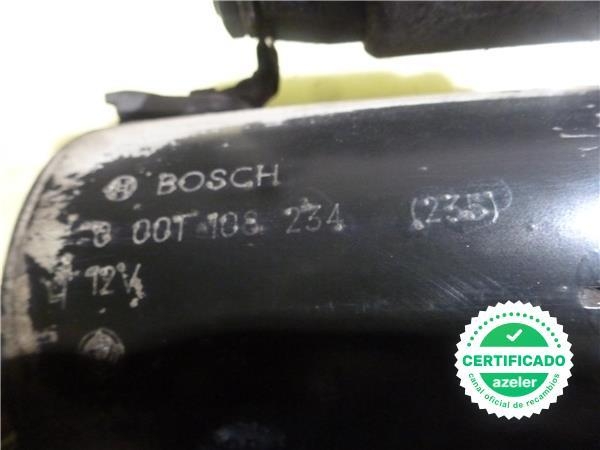 BOSCH
0 001 108 234 (235)
12V
CERTIFICADO
azeler
canal oficial de recambios